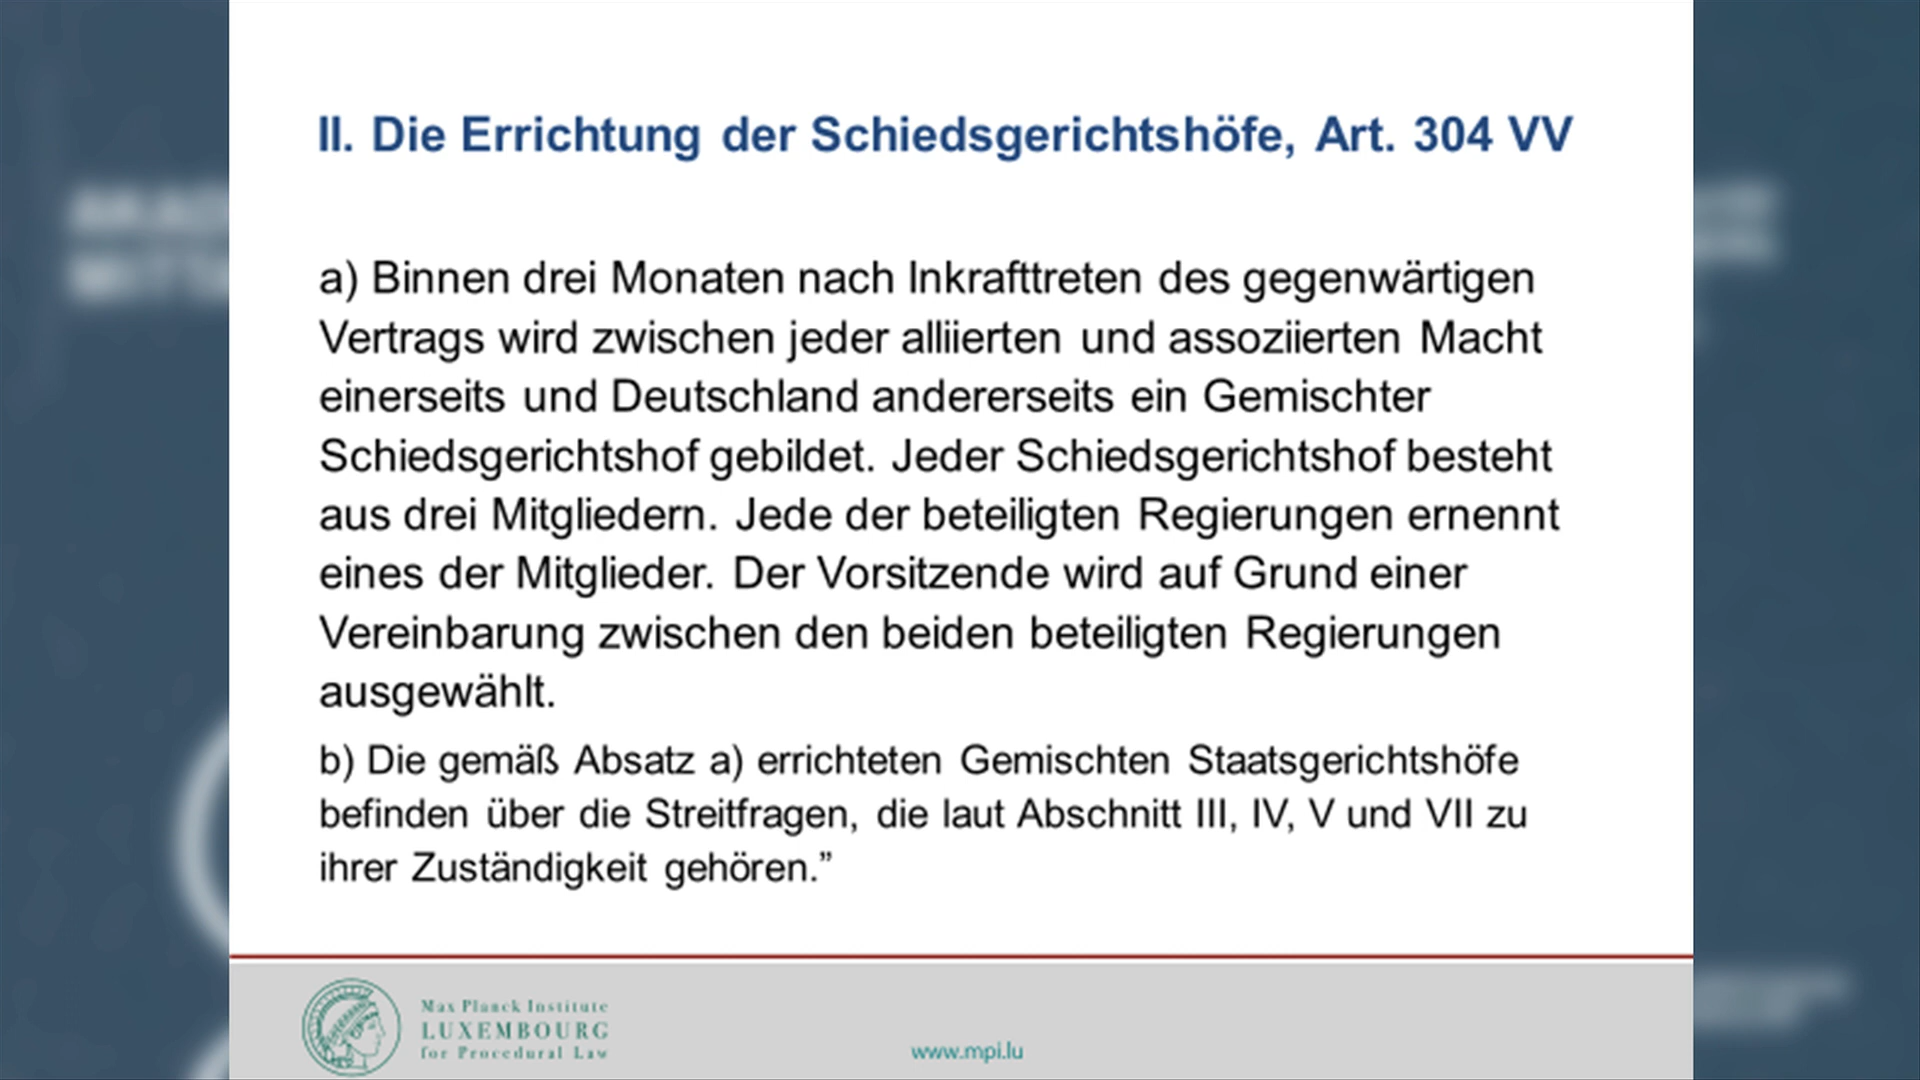 II. Die Errichtung der Schiedsgerichtshöfe, Art. 304 VV
a) Binnen drei Monaten nach Inkrafttreten des gegenwärtigen
Vertrags wird zwischen jeder alliierten und assoziierten Macht
einerseits und Deutschland andererseits ein Gemischter
Schiedsgerichtshof gebildet. Jeder Schiedsgerichtshof besteht
aus drei Mitgliedern. Jede der beteiligten Regierungen ernennt
eines der Mitglieder. Der Vorsitzende wird auf Grund einer
Vereinbarung zwischen den beiden beteiligten Regierungen
ausgewählt.
b) Die gemäß Absatz a) errichteten Gemischten Staatsgerichtshöfe
befinden über die Streitfragen, die laut Abschnitt III, IV, V und VII zu
ihrer Zuständigkeit gehören.”
Max Planck Institute
LUXEMBOURG
for Procedural Law
www.mpi.lu